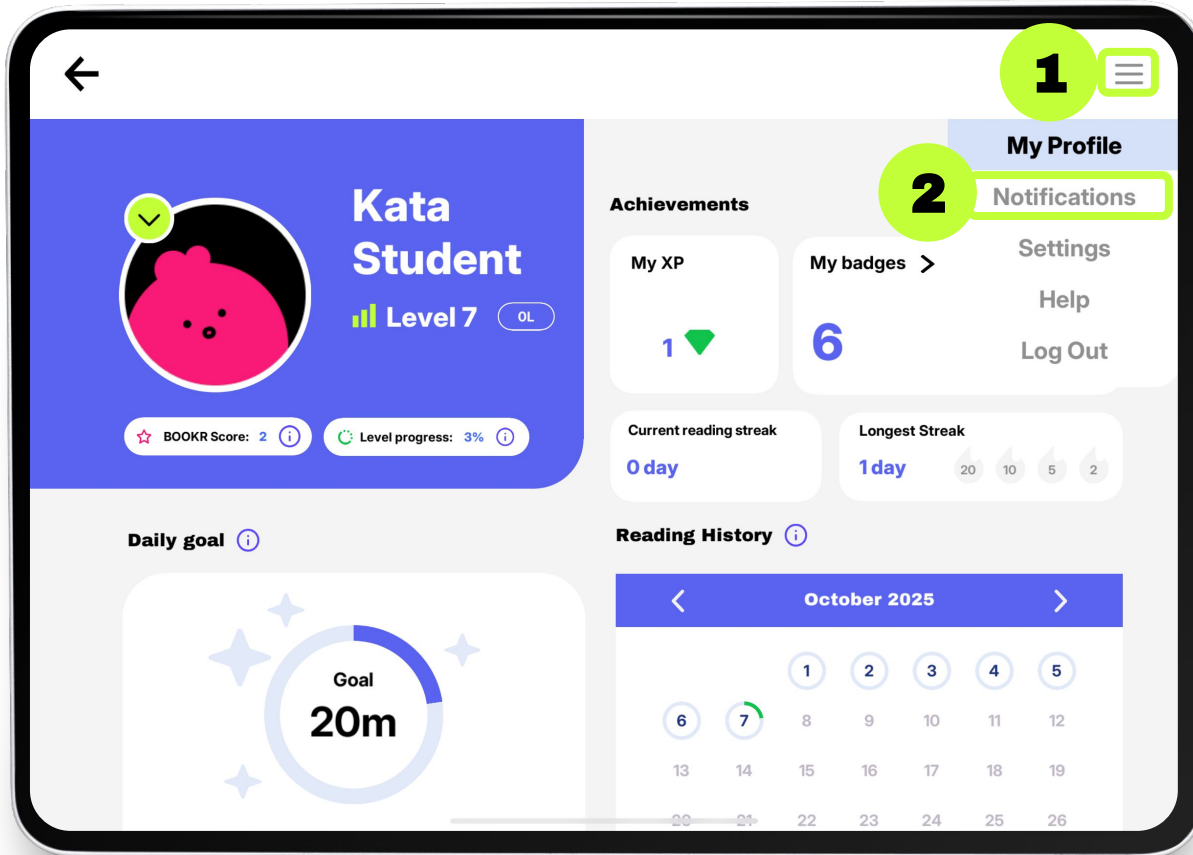 1
My Profile
2
Notifications
Settings
Help
Log Out
Kata
Student
Level 7
0L
BOOKR Score: 2
Level progress: 3%
Achievements
My XP
1
My badges
6
Current reading streak
0 day
Longest Streak
1 day
20 10 5 2
Daily goal
Goal
20m
Reading History
October 2025
1 2 3 4 5
6 7 8 9 10 11 12
13 14 15 16 17 18 19
20 21 22 23 24 25 26